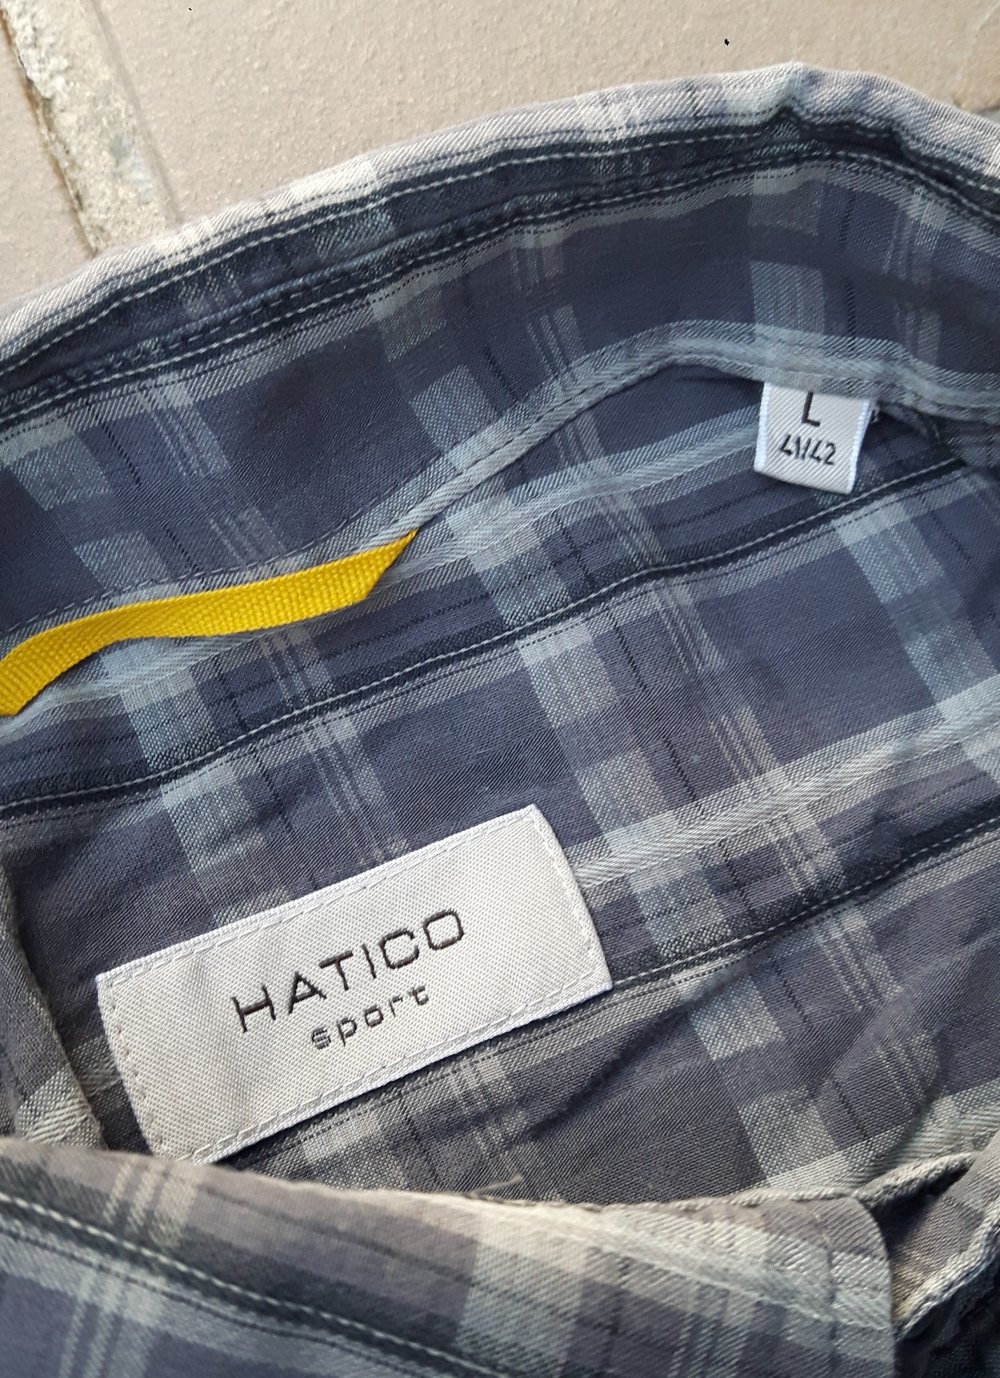 L
41/42
HATICO
sport